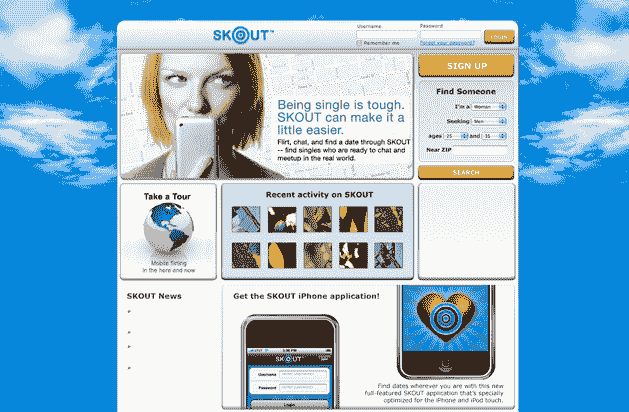 SKOUT™
Username
Password
Remember me
Forgot your password?
LOGIN
Being single is tough.
SKOUT can make it a
little easier.
Flirt, chat, and find a date through SKOUT
-- find singles who are ready to chat and
meetup in the real world.
SIGN UP
Find Someone
I'm a Woman
Seeking Men
ages 25 and 35
Near ZIP
SEARCH
Take a Tour
Mobile flirting
in the here and now
Recent activity on SKOUT
SKOUT News
Get the SKOUT iPhone application!
SKOUT
Username
Password
Login
Find dates wherever you are with this new
full-featured SKOUT application that's specially
optimized for the iPhone and iPod touch.